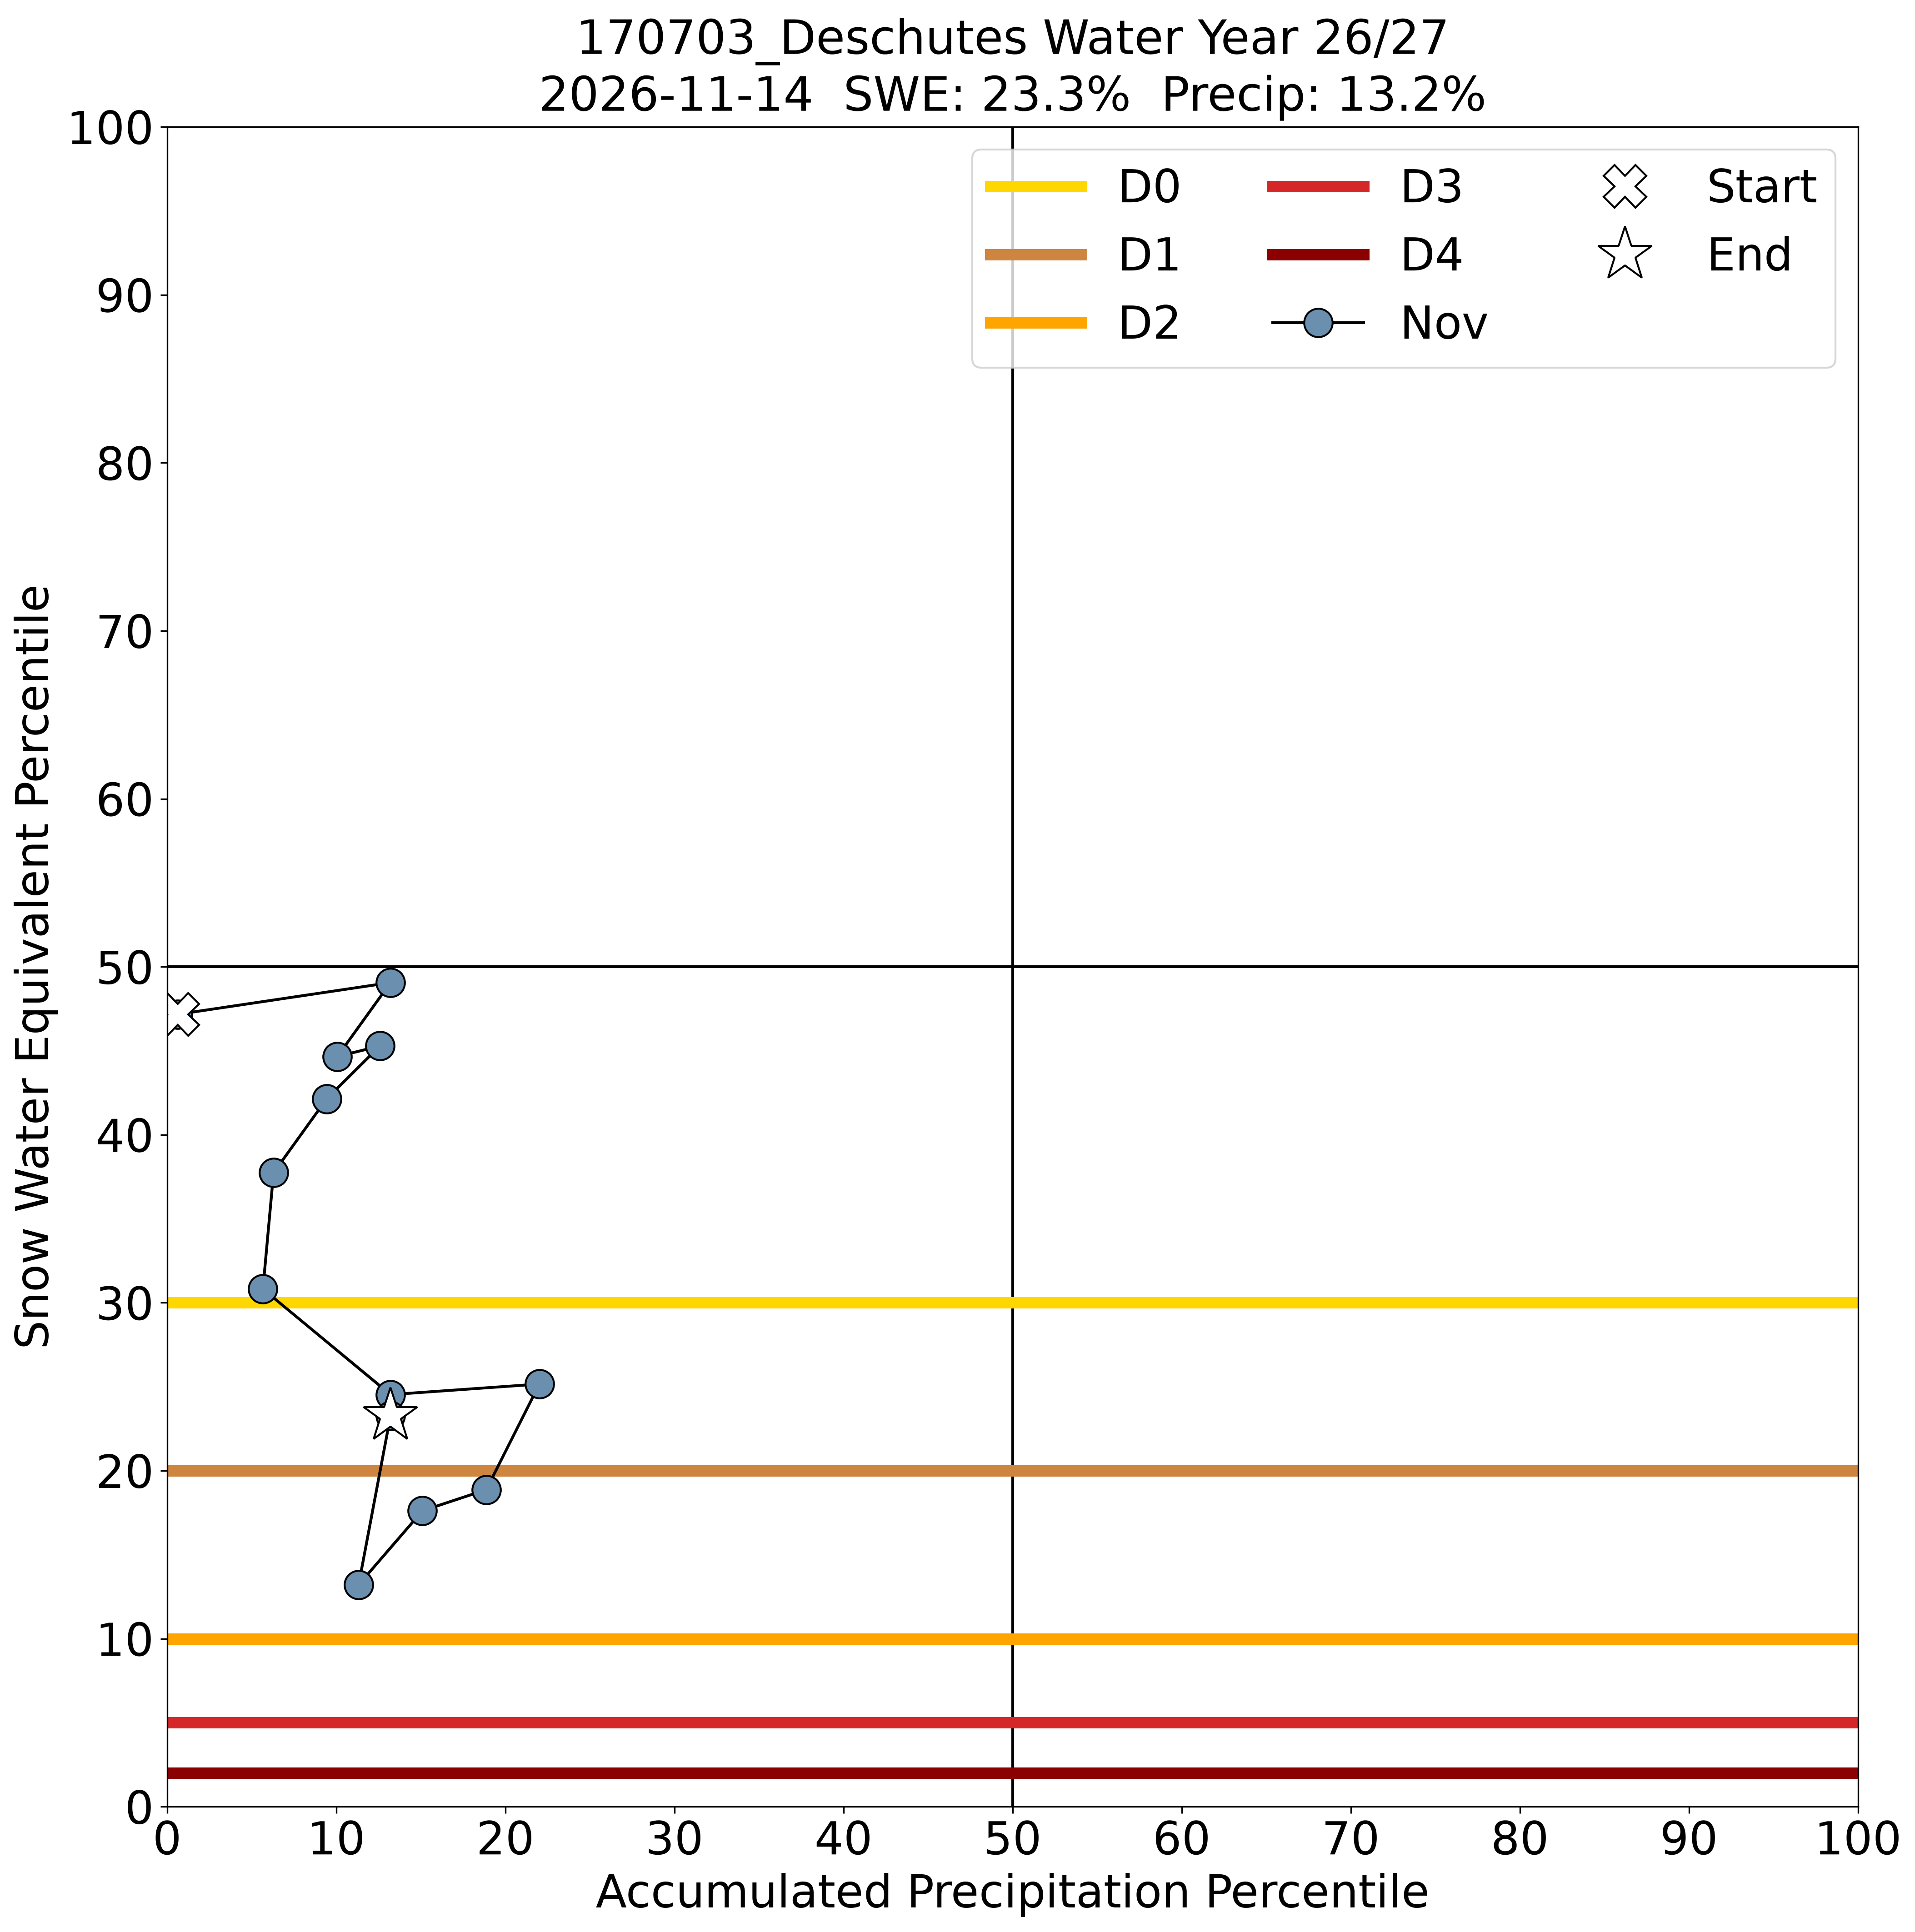 170703_Deschutes Water Year 26/27
2026-11-14 SWE: 23.3% Precip: 13.2%
100
90
80
70
60
50
40
30
20
10
0
Snow Water Equivalent Percentile
D0
D1
D2
D3
D4
Nov
Start
End
0 10 20 30 40 50 60 70 80 90 100
Accumulated Precipitation Percentile